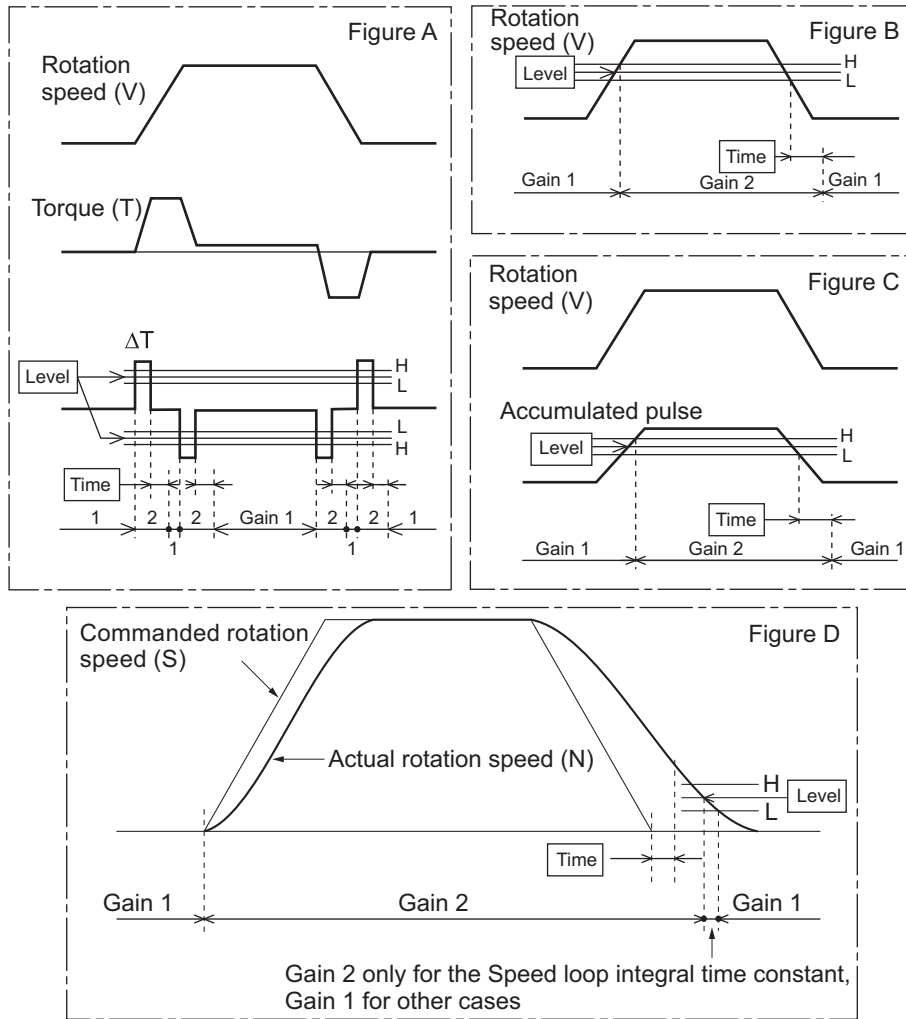 Figure A
Rotation
speed (V)
Torque (T)
ΔT
H
Level
L
L
H
Time
1
2
2
Gain 1
2
2
1
1
1
Figure B
Rotation
speed (V)
H
Level
L
Time
Gain 1
Gain 2
Gain 1
Figure C
Rotation
speed (V)
Accumulated pulse
H
Level
L
Time
Gain 1
Gain 2
Gain 1
Figure D
Commanded rotation
speed (S)
Actual rotation speed (N)
H
Level
L
Time
Gain 1
Gain 2
Gain 1
Gain 2 only for the Speed loop integral time constant,
Gain 1 for other cases